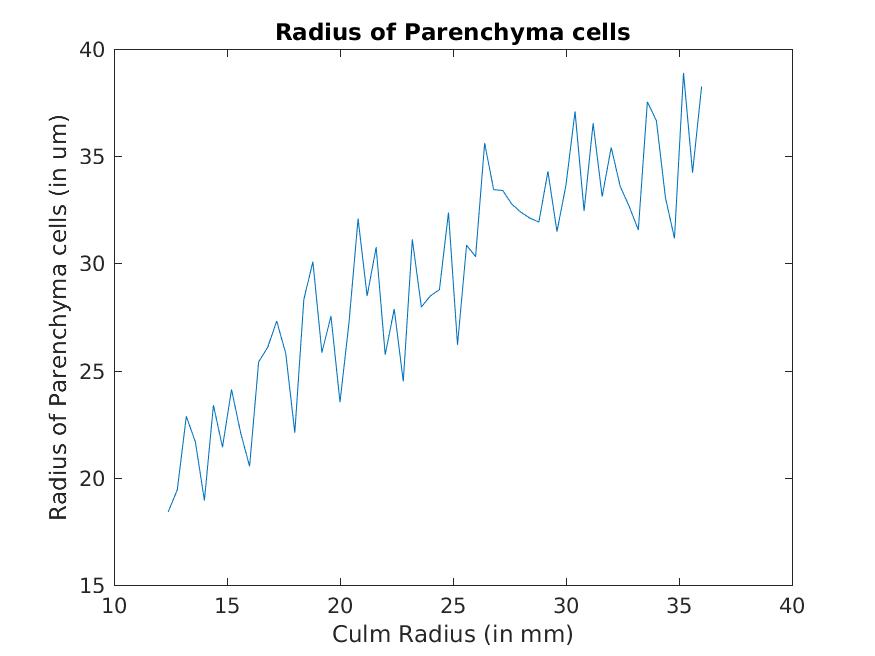 Radius of Parenchyma cells
Radius of Parenchyma cells (in um)
40
35
30
25
20
15
10 15 20 25 30 35 40
Culm Radius (in mm)